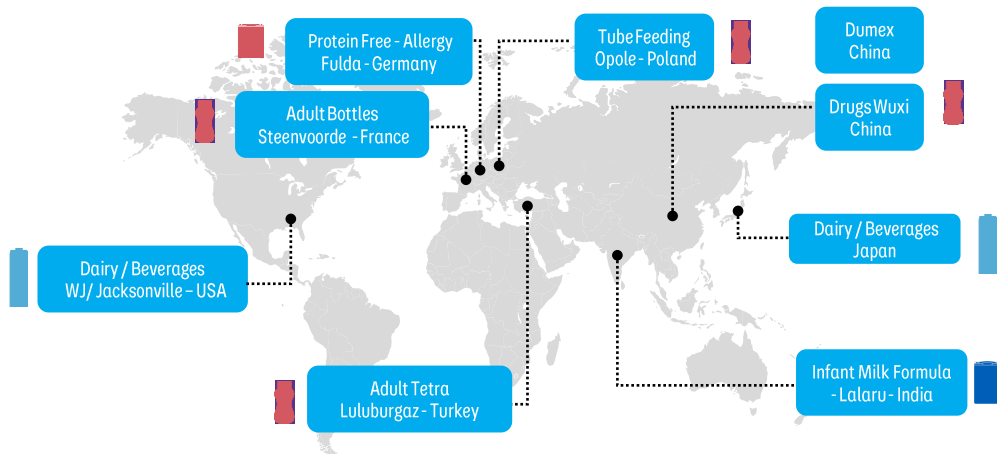 Protein Free - Allergy
Fulda - Germany
Tube Feeding
Opole - Poland
Dumex
China
Adult Bottles
Steenvoorde - France
Drugs Wuxi
China
Dairy / Beverages
Japan
Dairy / Beverages
WJ/ Jacksonville – USA
Infant Milk Formula
- Lalaru - India
Adult Tetra
Luluburgaz - Turkey